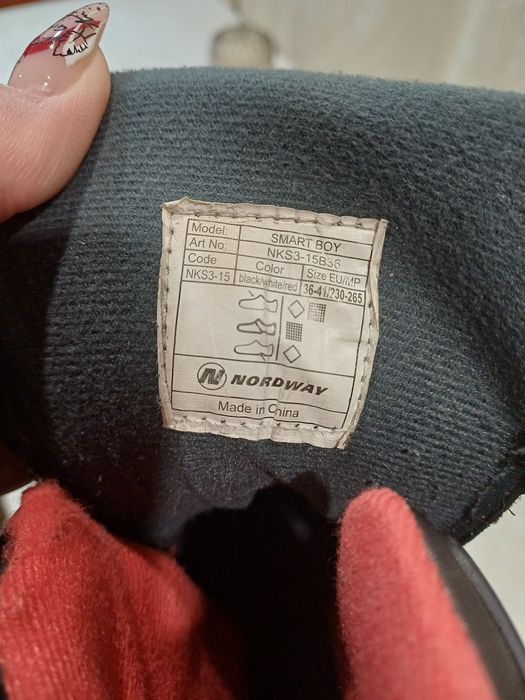 Model: SMART BOY
Art No: NKS3-15B36
Code Color Size EU/MP
NKS3-15 black/white/red 36-41/230-265
NORDWAY
Made in China